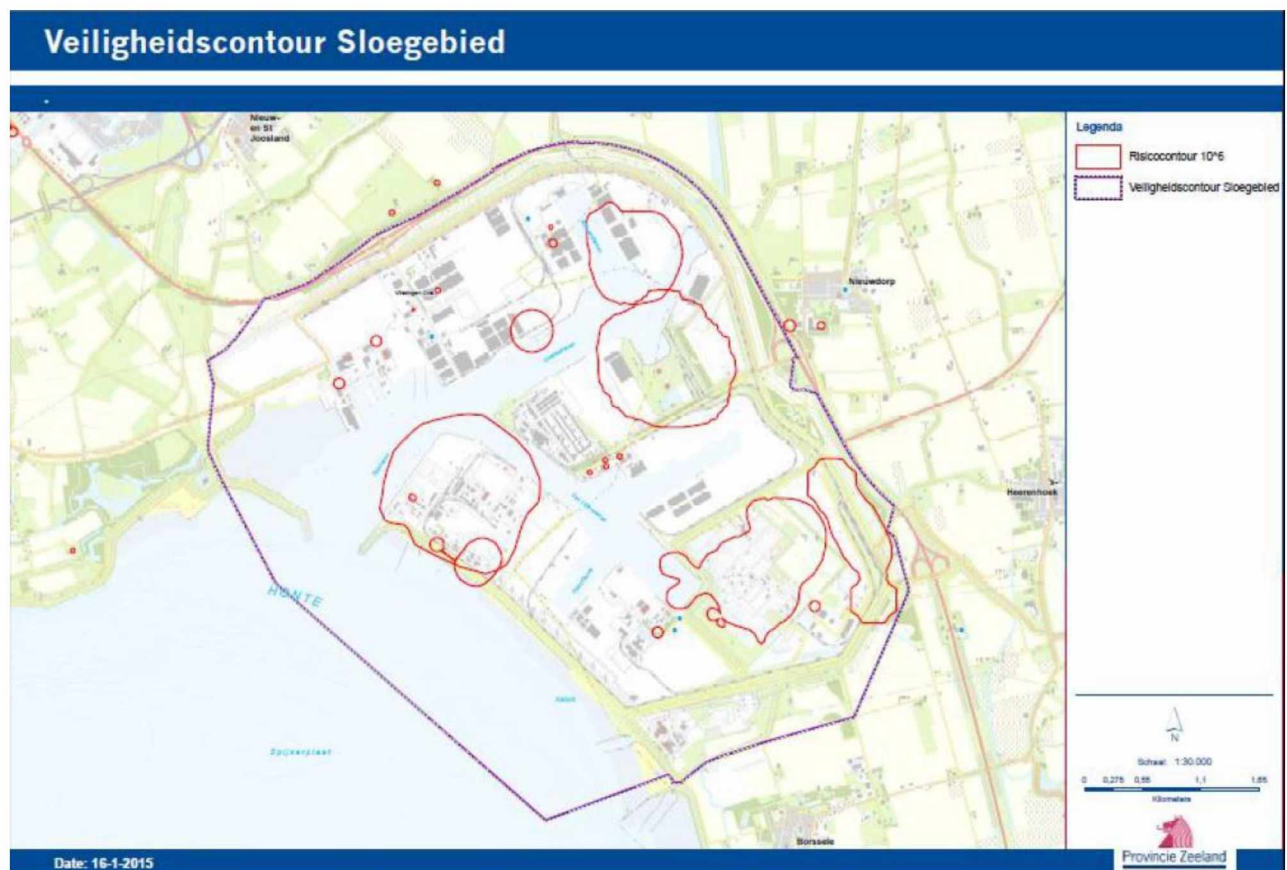 Veiligheidscontour Sloegebied
Nieuw-
en St
Joosland
Nieuwdorp
Heerenhoek
HONTE
Spijkerplaat
Borssele
Legenda
Risicocontour 10^6
Veiligheidscontour Sloegebied
N
Schaal: 1:30.000
0 0,275 0,55 1,1 1,65
Kilometers
Provincie Zeeland
Date: 16-1-2015